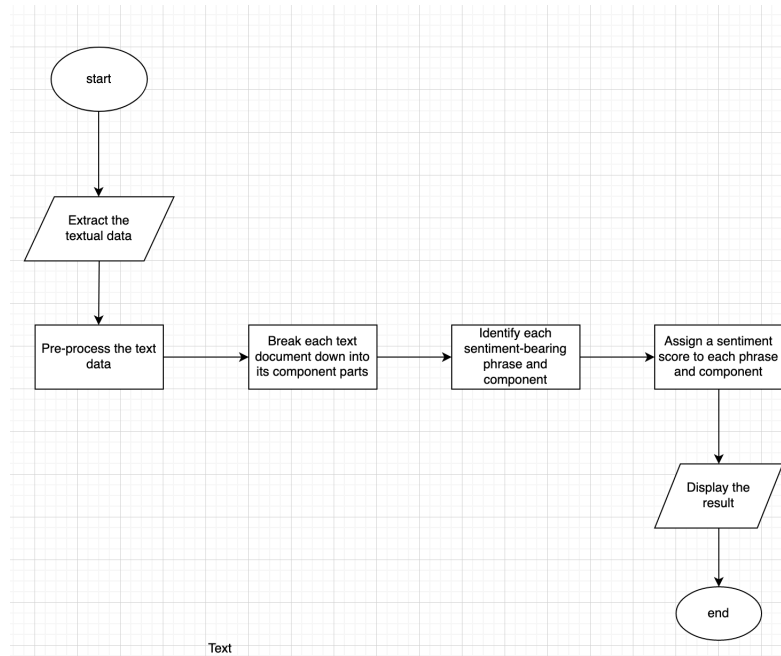 start
Extract the
textual data
Pre-process the text
data
Break each text
document down into
its component parts
Identify each
sentiment-bearing
phrase and
component
Assign a sentiment
score to each phrase
and component
Display the
result
end
Text